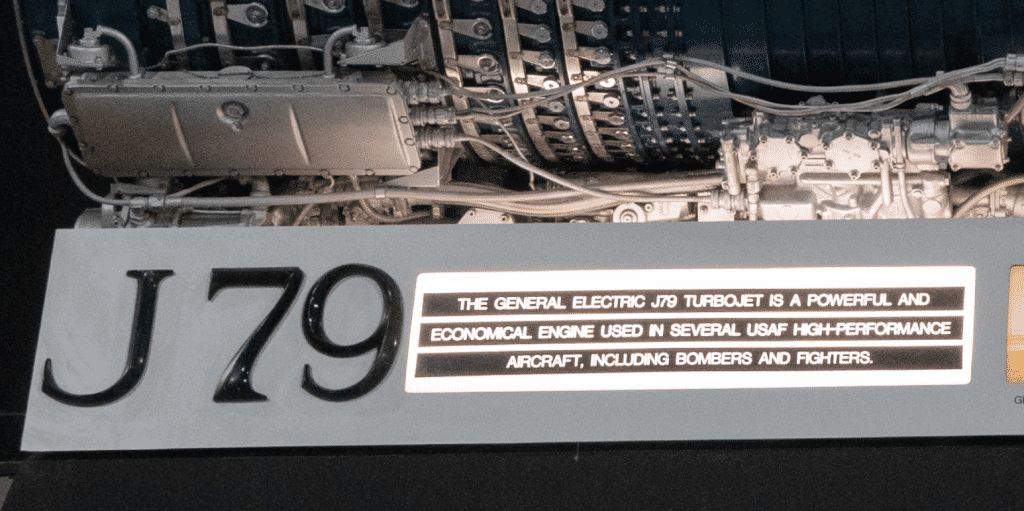 J79
THE GENERAL ELECTRIC J79 TURBOJET IS A POWERFUL AND
ECONOMICAL ENGINE USED IN SEVERAL USAF HIGH-PERFORMANCE
AIRCRAFT, INCLUDING BOMBERS AND FIGHTERS.